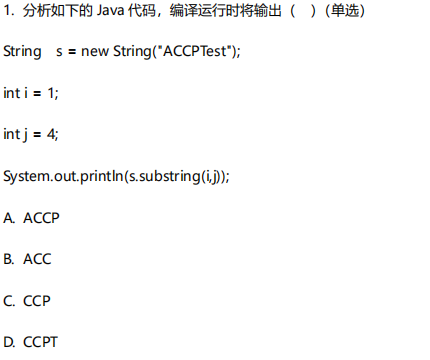 1. 分析如下的 Java 代码，编译运行时将输出（ ）（单选）
String s = new String("ACCPTest");
int i = 1;
int j = 4;
System.out.println(s.substring(i,j));
A. ACCP
B. ACC
C. CCP
D. CCPT